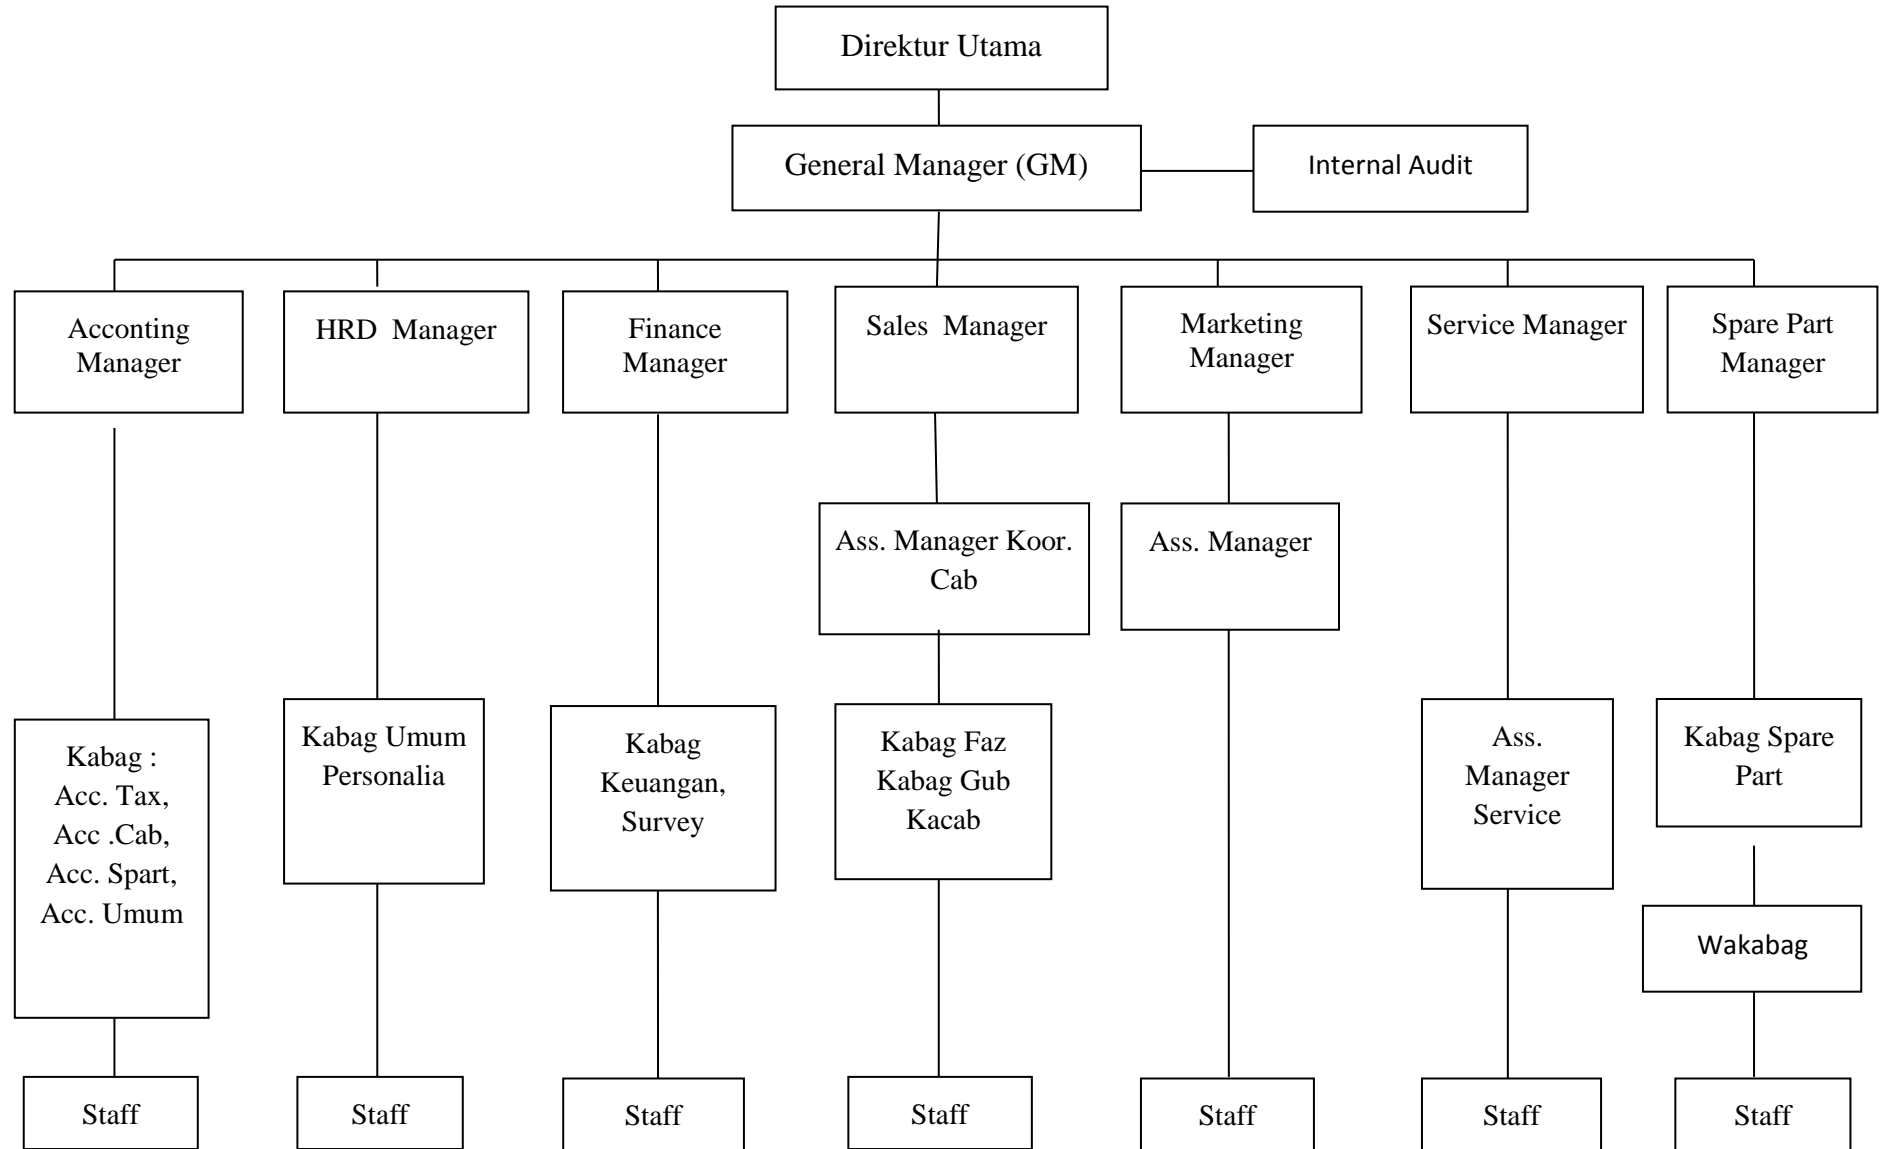 Direktur Utama
General Manager (GM)
Internal Audit
Acconting
Manager
HRD Manager
Finance
Manager
Sales Manager
Marketing
Manager
Service Manager
Spare Part
Manager
Ass. Manager Koor.
Cab
Ass. Manager
Kabag :
Acc. Tax,
Acc .Cab,
Acc. Spart,
Acc. Umum
Kabag Umum
Personalia
Kabag
Keuangan,
Survey
Kabag Faz
Kabag Gub
Kacab
Ass.
Manager
Service
Kabag Spare
Part
Wakabag
Staff
Staff
Staff
Staff
Staff
Staff
Staff